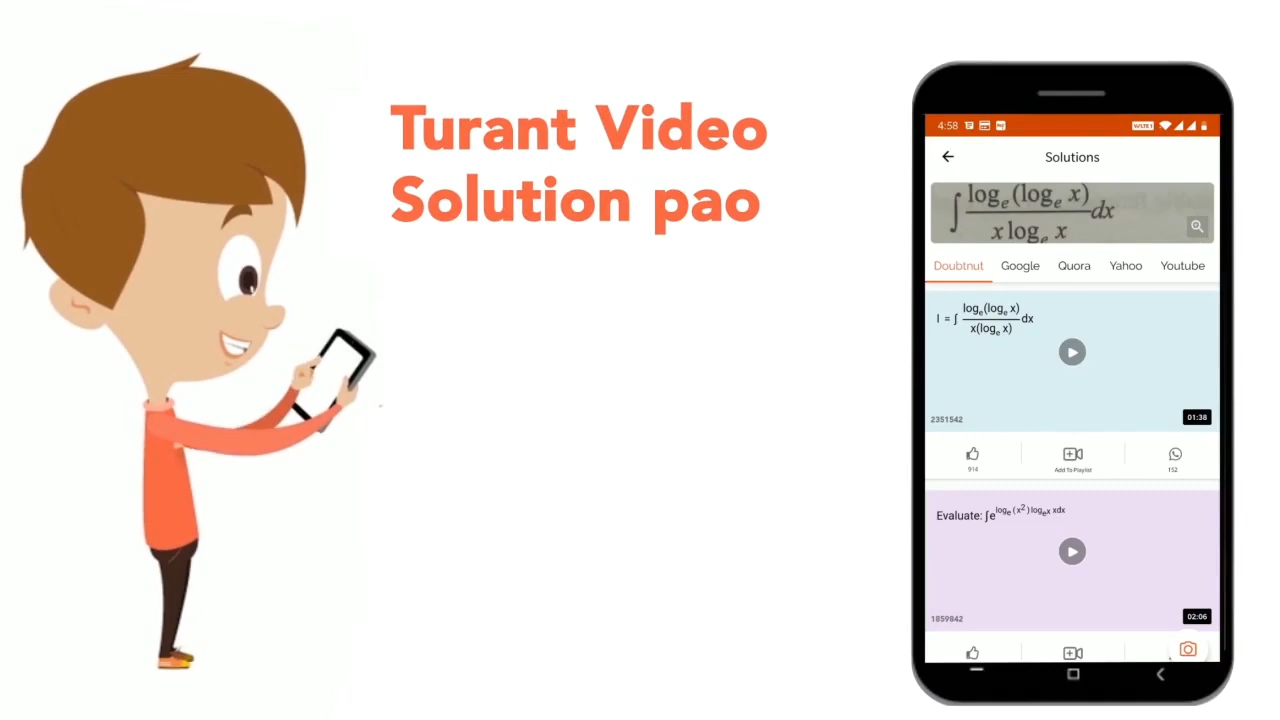 Turant Video
Solution pao
4:58
VoLTE
Solutions
∫ logₑ(logₑ x) / x logₑ x dx
Doubtnut Google Quora Yahoo Youtube
I = ∫ logₑ(logₑ x) / x(logₑ x) dx
2351542 01:38
914 Add To Playlist 152
Evaluate: ∫e^logₑ(x²)logₑx xdx
1859842 02:06